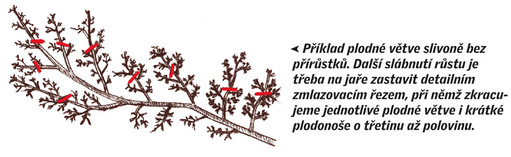 ◄ Příklad plodné větve slivoně bez
přírůstků. Další slábnutí růstu je
třeba na jaře zastavit detailním
zmlazovacím řezem, při němž zkracu-
jeme jednotlivé plodné větve i krátké
plodonoše o třetinu až polovinu.